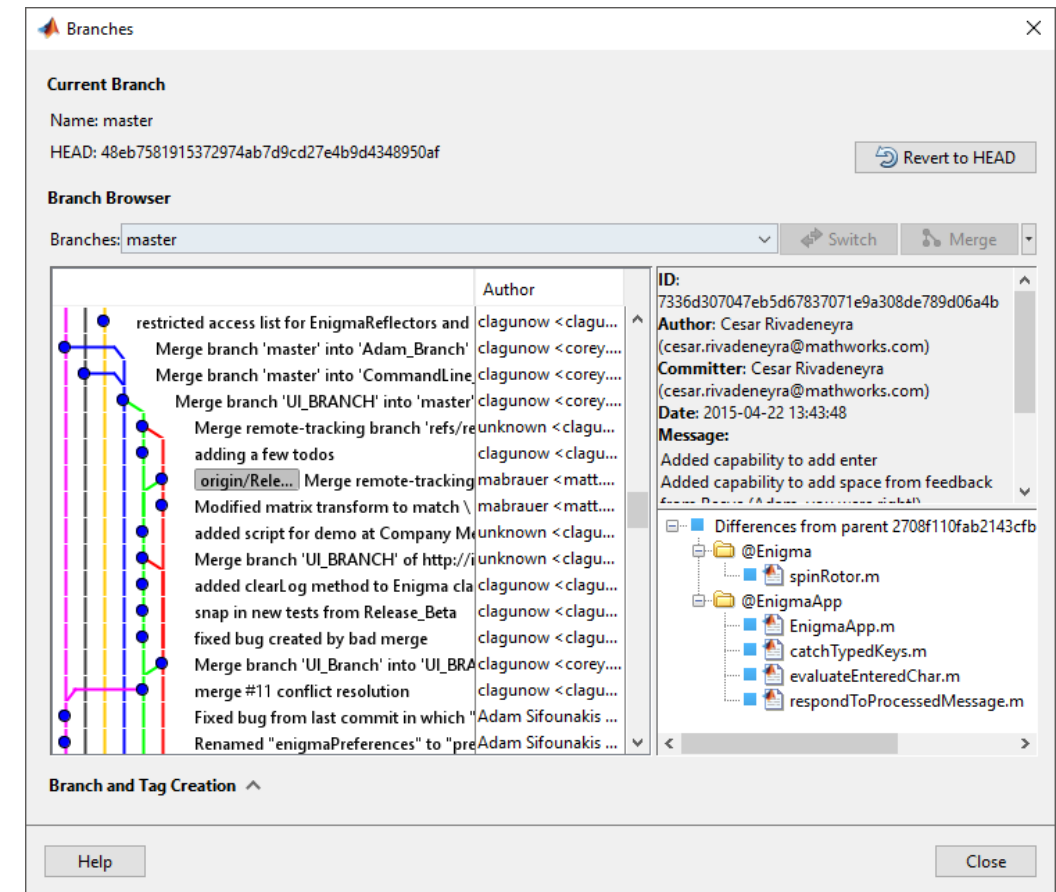 Branches
Current Branch
Name: master
HEAD: 48eb7581915372974ab7d9cd27e4b9d4348950af
Revert to HEAD
Branch Browser
Branches: master
Switch
Merge
Author
restricted access list for EnigmaReflectors and clagunow <clagu...
Merge branch 'master' into 'Adam_Branch' clagunow <corey....
Merge branch 'master' into 'CommandLine_ clagunow <corey....
Merge branch 'UI_BRANCH' into 'master' clagunow <corey....
Merge remote-tracking branch 'refs/re unknown <clagu...
adding a few todos clagunow <clagu...
origin/Rele... Merge remote-tracking mabrauer <matt....
Modified matrix transform to match \ mabrauer <matt....
added script for demo at Company Me unknown <clagu...
Merge branch 'UI_BRANCH' of http://i unknown <clagu...
added clearLog method to Enigma cla clagunow <clagu...
snap in new tests from Release_Beta clagunow <clagu...
fixed bug created by bad merge clagunow <clagu...
Merge branch 'UI_Branch' into 'UI_BRA clagunow <corey....
merge #11 conflict resolution clagunow <clagu...
Fixed bug from last commit in which " Adam Sifounakis ...
Renamed "enigmaPreferences" to "pre Adam Sifounakis ...
ID:
7336d307047eb5d67837071e9a308de789d06a4b
Author: Cesar Rivadeneyra
(cesar.rivadeneyra@mathworks.com)
Committer: Cesar Rivadeneyra
(cesar.rivadeneyra@mathworks.com)
Date: 2015-04-22 13:43:48
Message:
Added capability to add enter
Added capability to add space from feedback
Differences from parent 2708f110fab2143cfb
@Enigma
spinRotor.m
@EnigmaApp
EnigmaApp.m
catchTypedKeys.m
evaluateEnteredChar.m
respondToProcessedMessage.m
Branch and Tag Creation
Help
Close